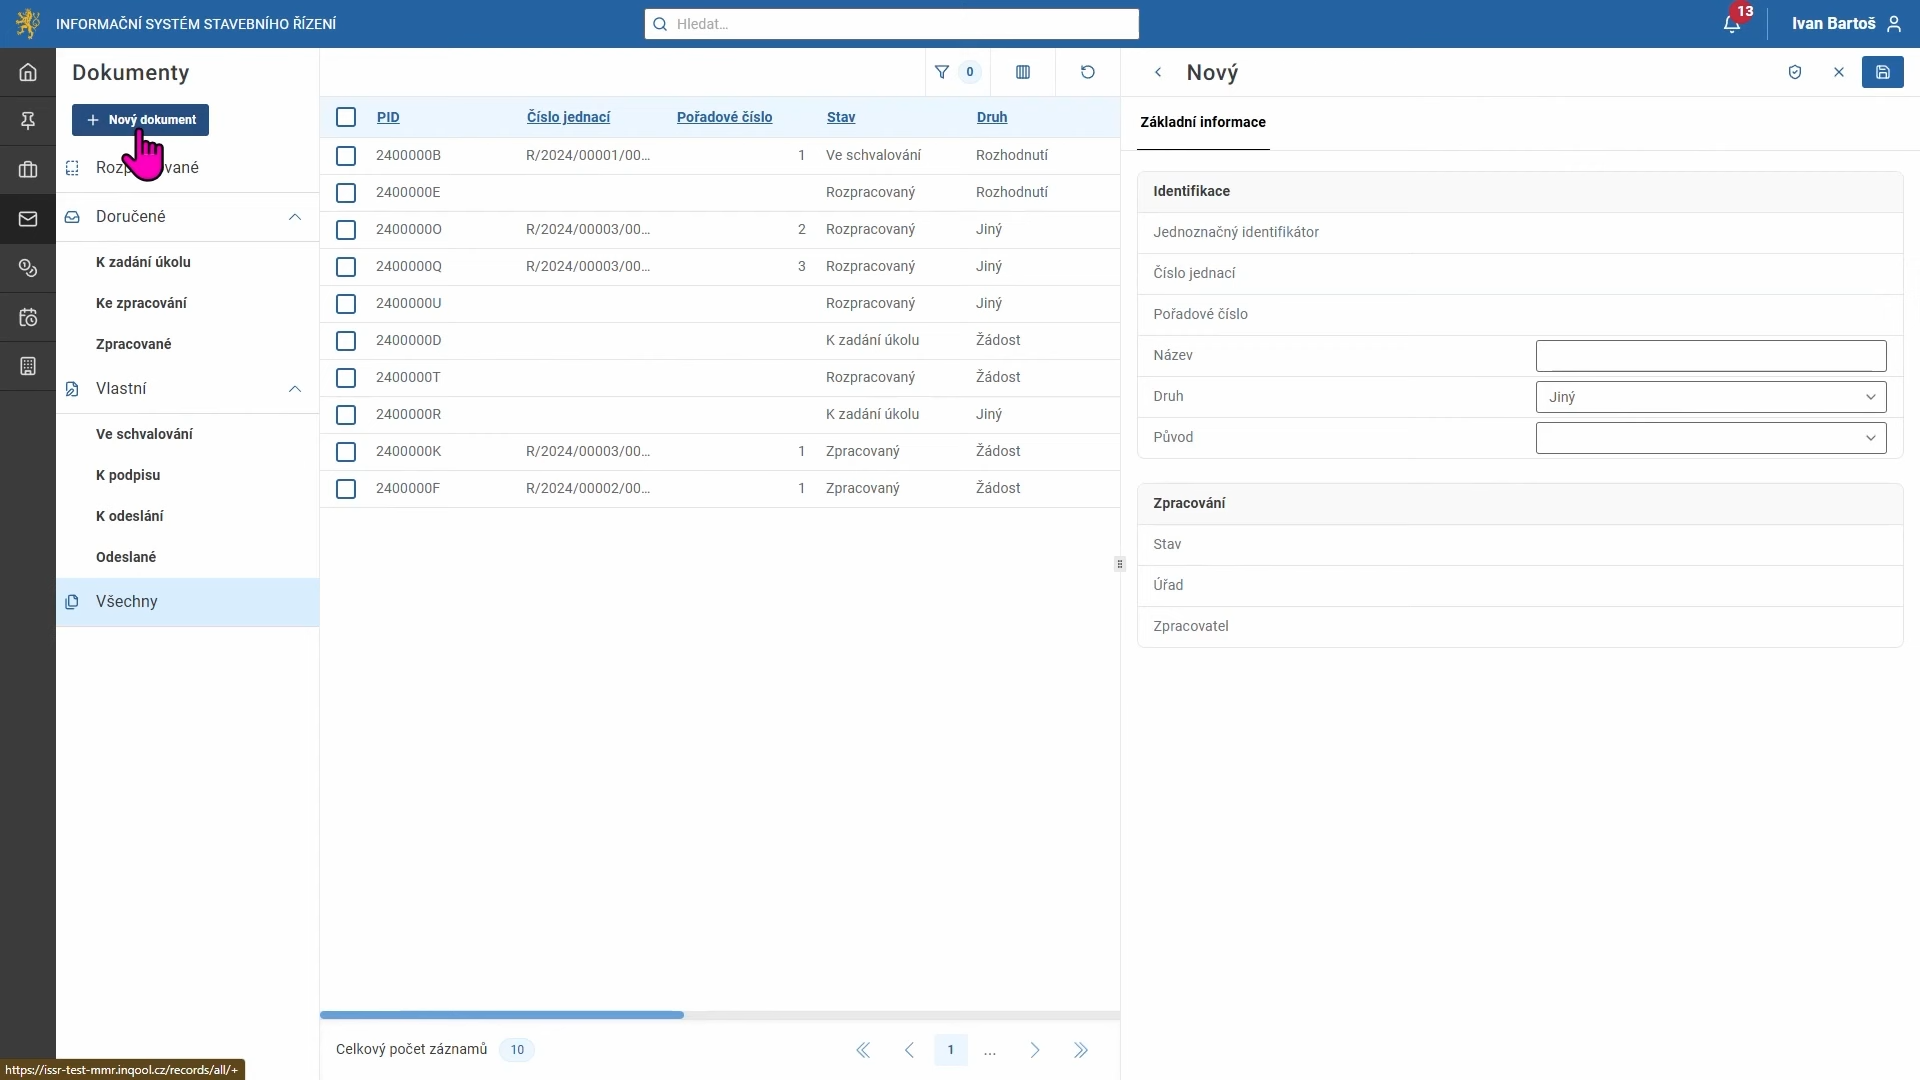 INFORMAČNÍ SYSTÉM STAVEBNÍHO ŘÍZENÍ
Hledat...
13
Ivan Bartoš
Dokumenty
Nový dokument
Doručené
K zadání úkolu
Ke zpracování
Zpracované
Vlastní
Ve schvalování
K podpisu
K odeslání
Odeslané
Všechny
0
PID Číslo jednací Pořadové číslo Stav Druh
2400000B R/2024/00001/00... 1 Ve schvalování Rozhodnutí
2400000E Rozpracovaný Rozhodnutí
2400000O R/2024/00003/00... 2 Rozpracovaný Jiný
2400000Q R/2024/00003/00... 3 Rozpracovaný Jiný
2400000U Rozpracovaný Jiný
2400000D K zadání úkolu Žádost
2400000T Rozpracovaný Žádost
2400000R K zadání úkolu Jiný
2400000K R/2024/00003/00... 1 Zpracovaný Žádost
2400000F R/2024/00002/00... 1 Zpracovaný Žádost
Celkový počet záznamů 10
1 ...
Nový
Základní informace
Identifikace
Jednoznačný identifikátor
Číslo jednací
Pořadové číslo
Název
Druh Jiný
Původ
Zpracování
Stav
Úřad
Zpracovatel
https://issr-test-mmr.inqool.cz/records/all/+